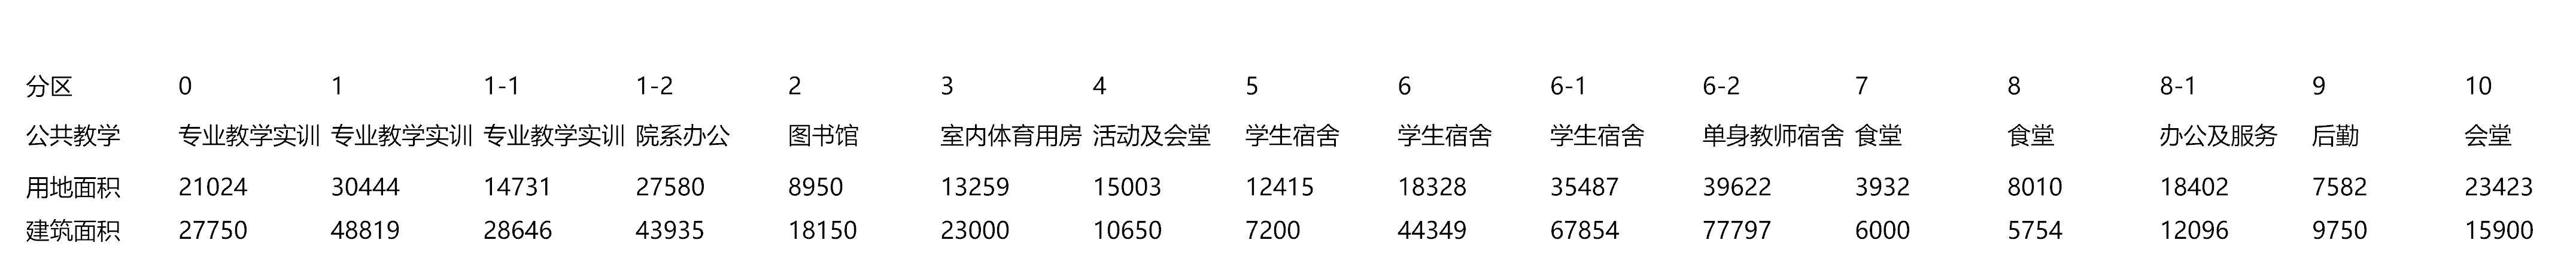 分区 0 1 1-1 1-2 2 3 4 5 6 6-1 6-2 7 8 8-1 9 10
公共教学 专业教学实训 专业教学实训 专业教学实训 院系办公 图书馆 室内体育用房 活动及会堂 学生宿舍 学生宿舍 学生宿舍 单身教师宿舍 食堂 食堂 办公及服务 后勤 会堂
用地面积 21024 30444 14731 27580 8950 13259 15003 12415 18328 35487 39622 3932 8010 18402 7582 23423
建筑面积 27750 48819 28646 43935 18150 23000 10650 7200 44349 67854 77797 6000 5754 12096 9750 15900